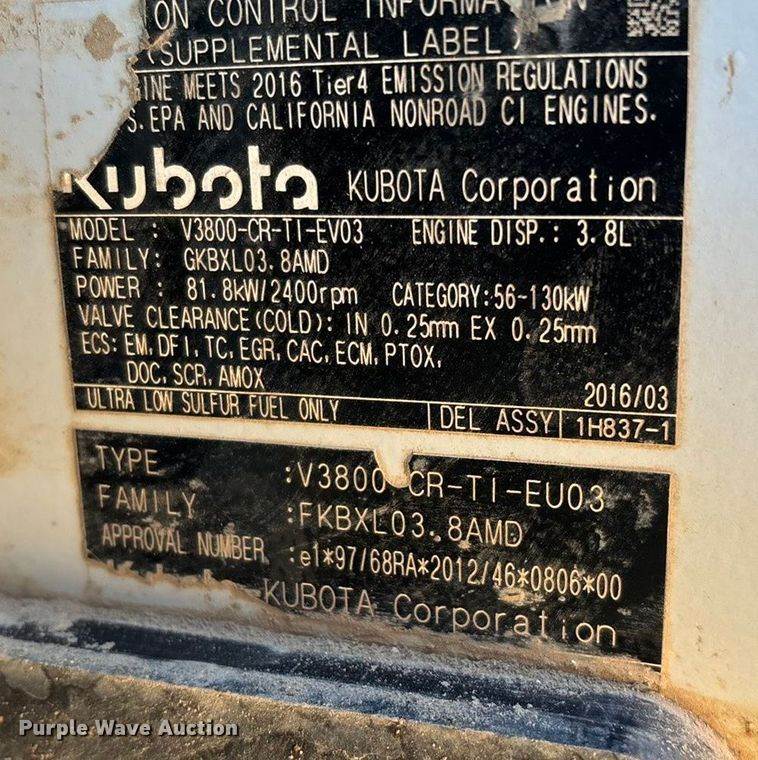 ON CONTROL INFORMATION
(SUPPLEMENTAL LABEL)
GINE MEETS 2016 Tier4 EMISSION REGULATIONS
S. EPA AND CALIFORNIA NONROAD CI ENGINES.
Kubota KUBOTA Corporation
MODEL : V3800-CR-TI-EV03 ENGINE DISP.: 3.8L
FAMILY: GKBXL03.8AMD
POWER : 81.8kW/2400rpm CATEGORY:56-130kW
VALVE CLEARANCE(COLD): IN 0.25mm EX 0.25mm
ECS: EM, DFI, TC, EGR, CAC, ECM, PTOX,
DOC, SCR, AMOX
2016/03
ULTRA LOW SULFUR FUEL ONLY DEL ASSY 1H837-1
TYPE :V3800-CR-TI-EU03
FAMILY :FKBXL03.8AMD
APPROVAL NUMBER :e1*97/68RA*2012/46*0806*00
Kubota KUBOTA Corporation
Purple Wave Auction